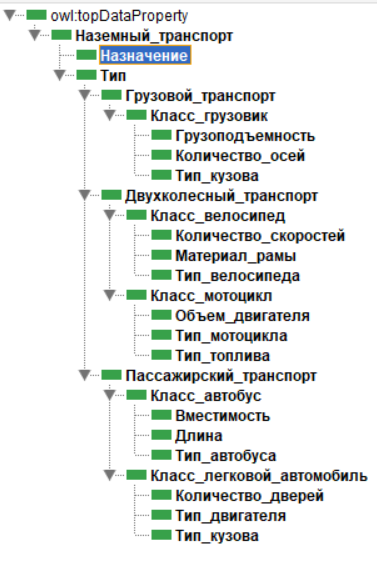 owl:topDataProperty
Наземный_транспорт
Назначение
Тип
Грузовой_транспорт
Класс_грузовик
Грузоподъемность
Количество_осей
Тип_кузова
Двухколесный_транспорт
Класс_велосипед
Количество_скоростей
Материал_рамы
Тип_велосипеда
Класс_мотоцикл
Объем_двигателя
Тип_мотоцикла
Тип_топлива
Пассажирский_транспорт
Класс_автобус
Вместимость
Длина
Тип_автобуса
Класс_легковой_автомобиль
Количество_дверей
Тип_двигателя
Тип_кузова